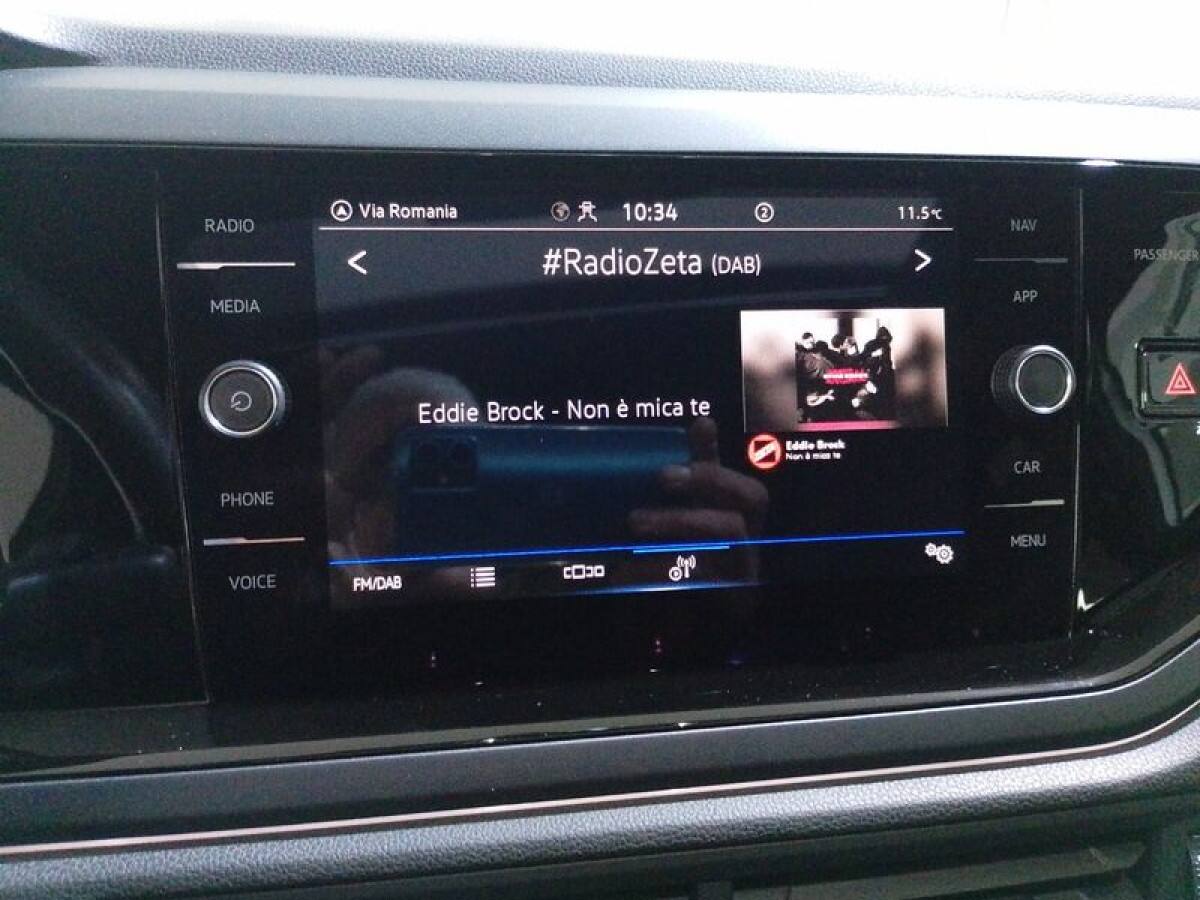 Via Romania
10:34
2
11.5°C
RADIO
NAV
PASSENGER
< #RadioZeta (DAB) >
MEDIA
APP
Eddie Brock - Non è mica te
Eddie Brock
Non è mica te
CAR
PHONE
MENU
FM/DAB
VOICE